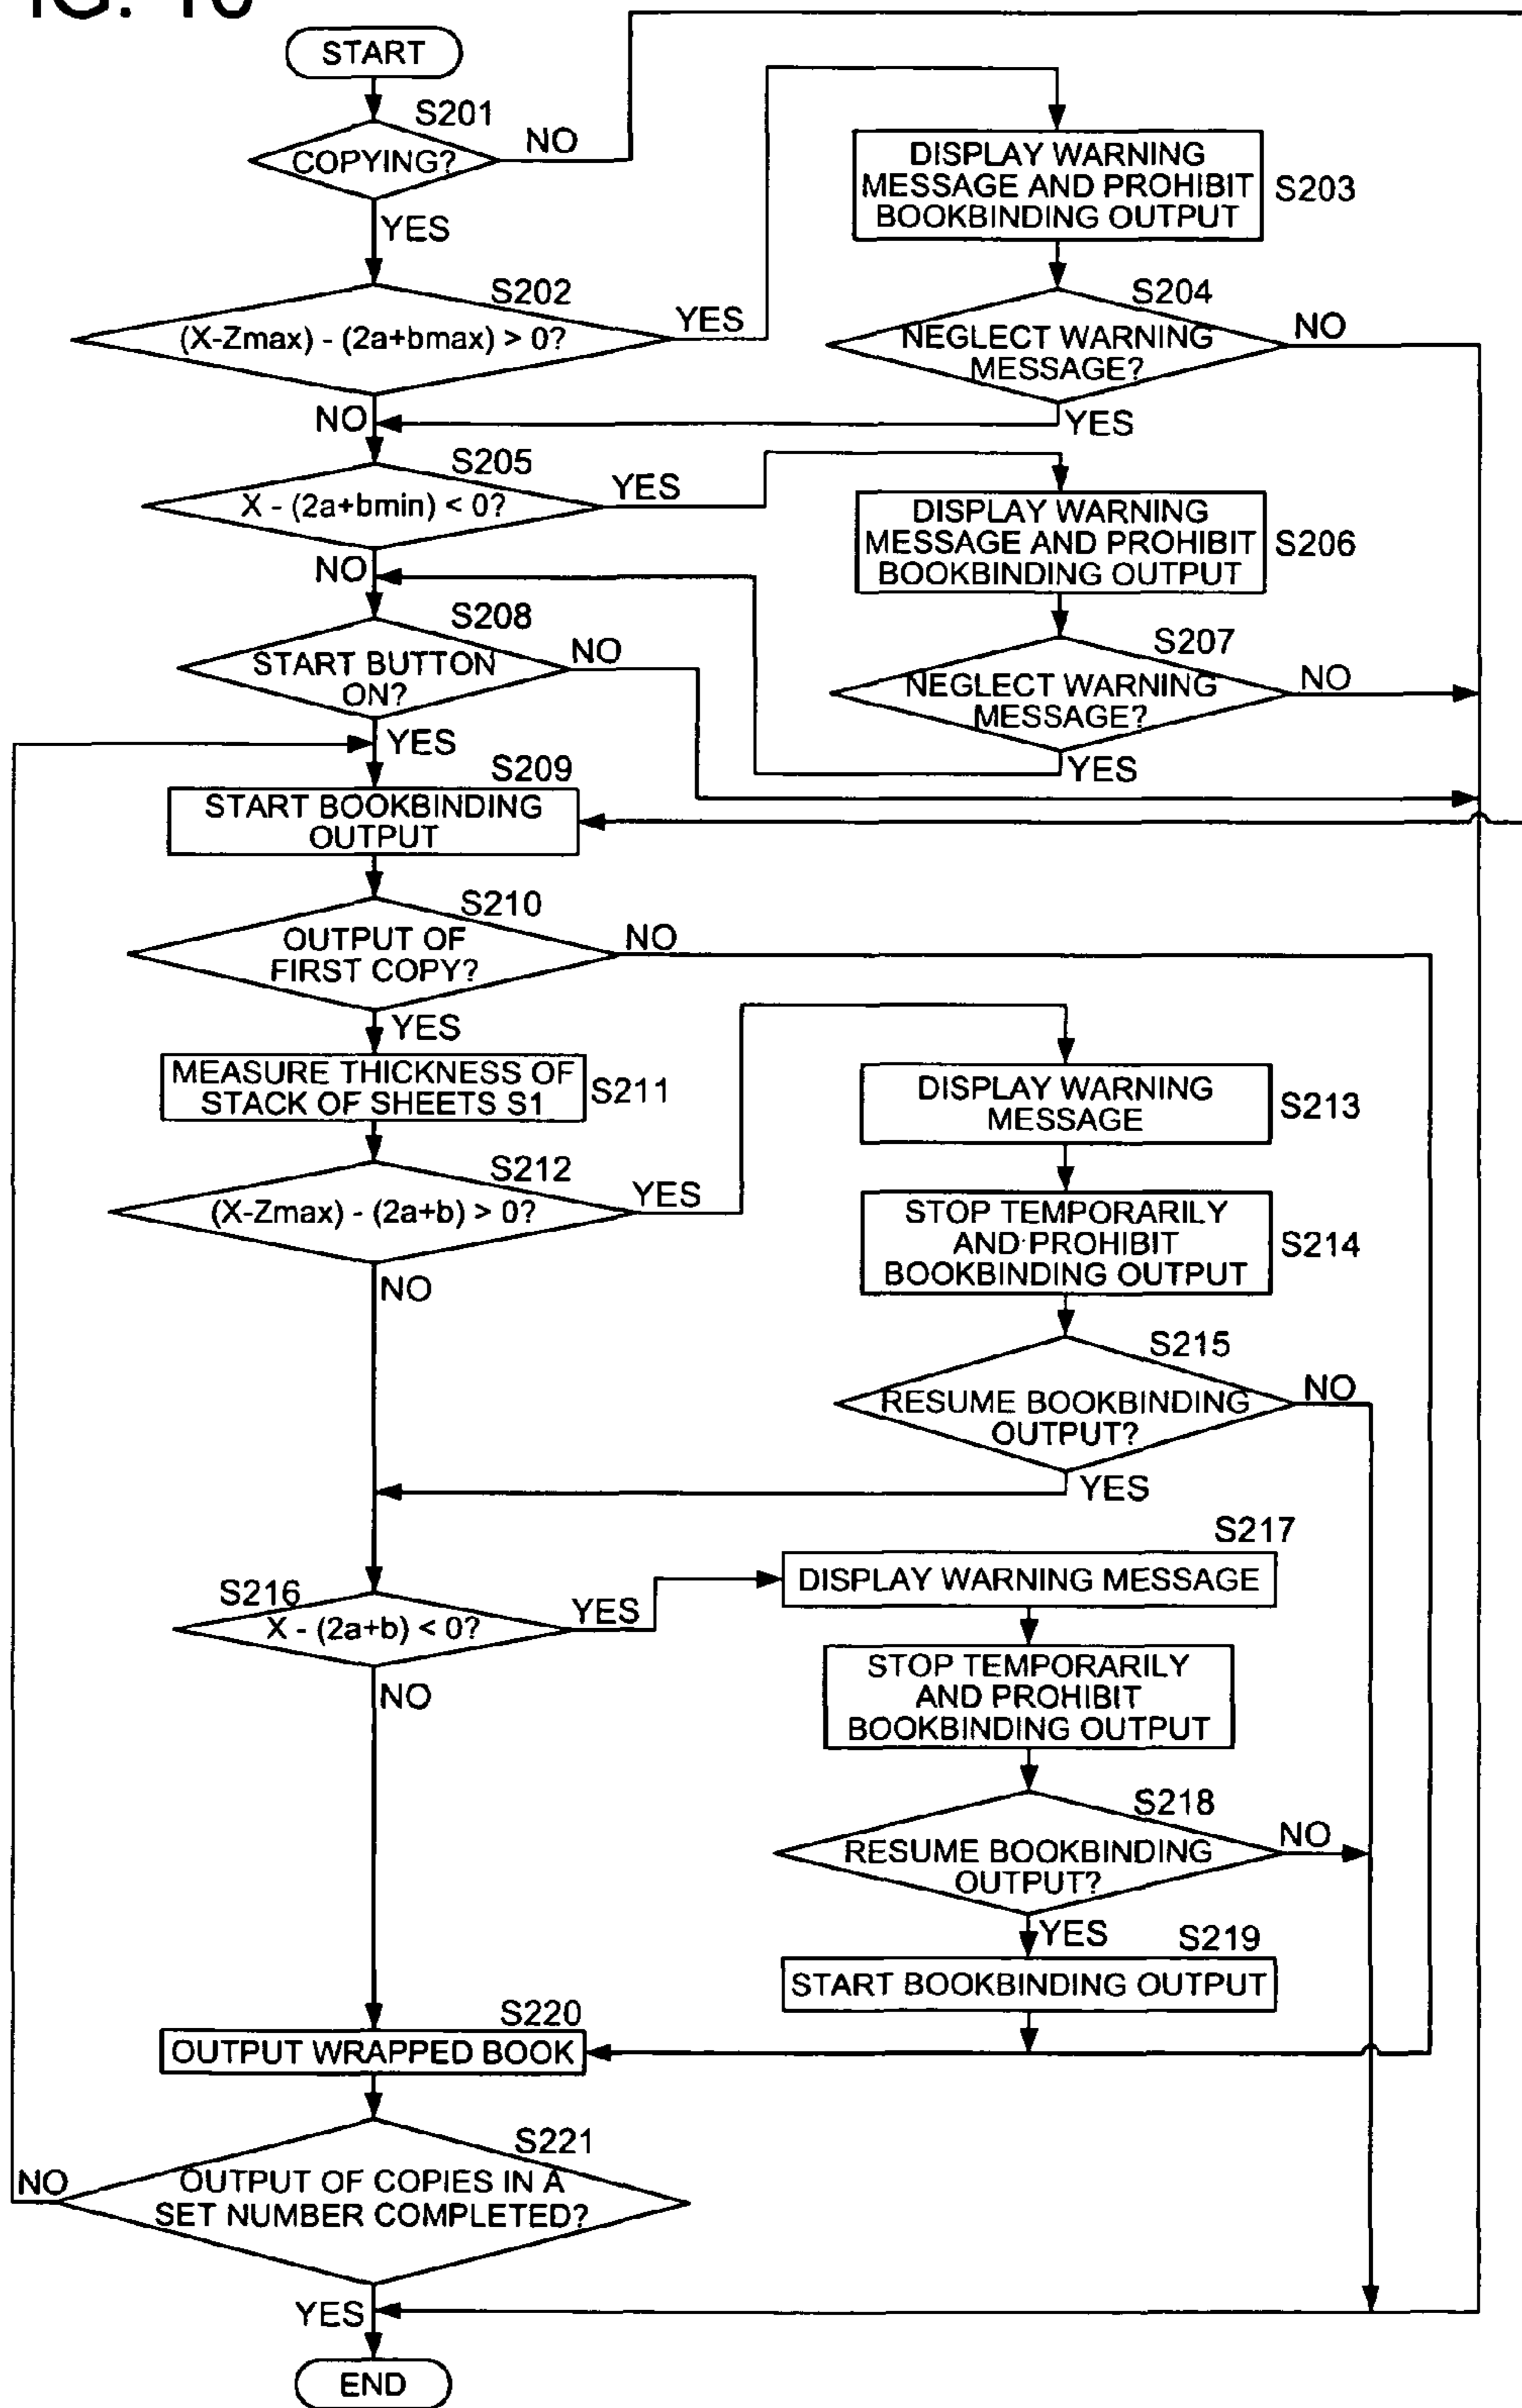 START
S201
COPYING?
NO
YES
DISPLAY WARNING
MESSAGE AND PROHIBIT
BOOKBINDING OUTPUT
S203
S202
(X-Zmax) - (2a+bmax) > 0?
YES
NO
S204
NEGLECT WARNING
MESSAGE?
NO
YES
S205
X - (2a+bmin) < 0?
YES
NO
DISPLAY WARNING
MESSAGE AND PROHIBIT
BOOKBINDING OUTPUT
S206
S208
START BUTTON
ON?
NO
YES
S207
NEGLECT WARNING
MESSAGE?
NO
YES
S209
START BOOKBINDING
OUTPUT
S210
OUTPUT OF
FIRST COPY?
NO
YES
MEASURE THICKNESS OF
STACK OF SHEETS S1
S211
DISPLAY WARNING
MESSAGE
S213
S212
(X-Zmax) - (2a+b) > 0?
YES
NO
STOP TEMPORARILY
AND PROHIBIT
BOOKBINDING OUTPUT
S214
S215
RESUME BOOKBINDING
OUTPUT?
NO
YES
S216
X - (2a+b) < 0?
YES
NO
S217
DISPLAY WARNING MESSAGE
STOP TEMPORARILY
AND PROHIBIT
BOOKBINDING OUTPUT
S218
RESUME BOOKBINDING
OUTPUT?
NO
YES
S219
START BOOKBINDING OUTPUT
S220
OUTPUT WRAPPED BOOK
S221
OUTPUT OF COPIES IN A
SET NUMBER COMPLETED?
NO
YES
END